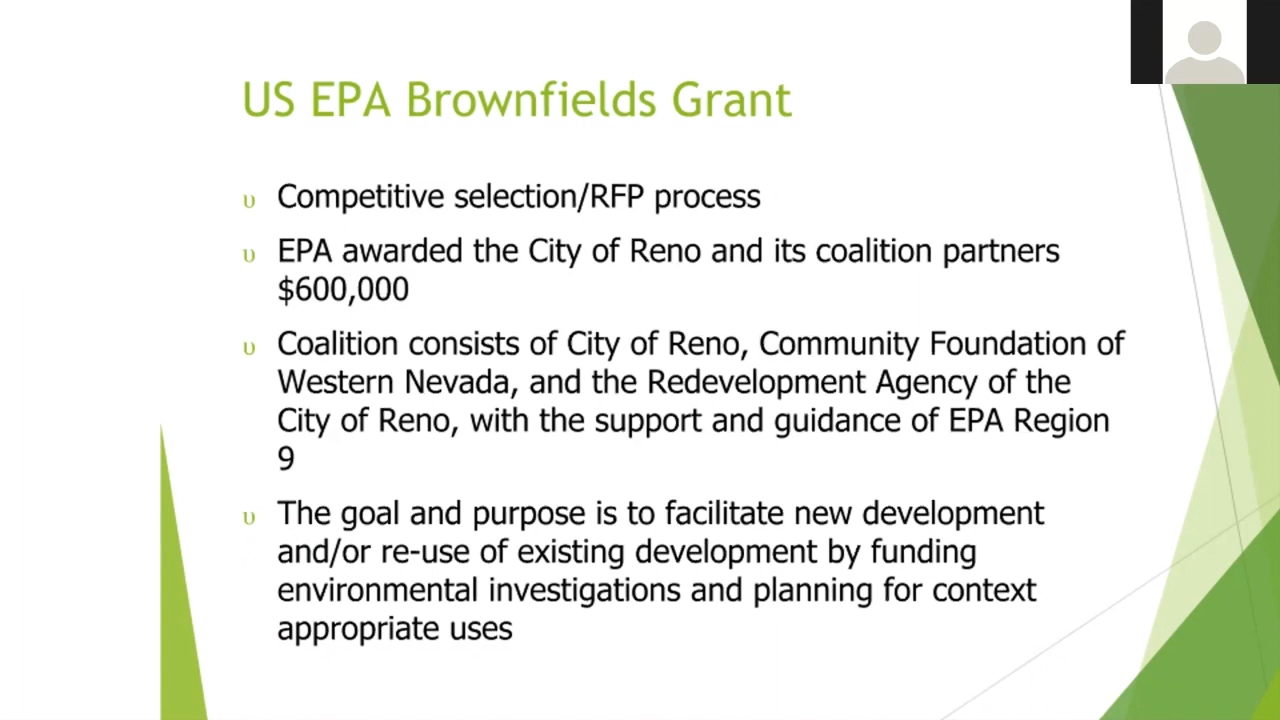 US EPA Brownfields Grant
υ Competitive selection/RFP process
υ EPA awarded the City of Reno and its coalition partners
$600,000
υ Coalition consists of City of Reno, Community Foundation of
Western Nevada, and the Redevelopment Agency of the
City of Reno, with the support and guidance of EPA Region
9
υ The goal and purpose is to facilitate new development
and/or re-use of existing development by funding
environmental investigations and planning for context
appropriate uses